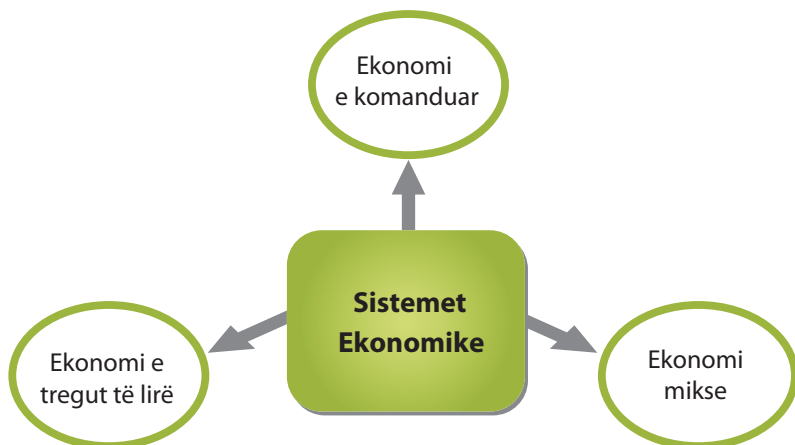 Ekonomi
e komanduar
Sistemet
Ekonomike
Ekonomi e
tregut të lirë
Ekonomi
mikse